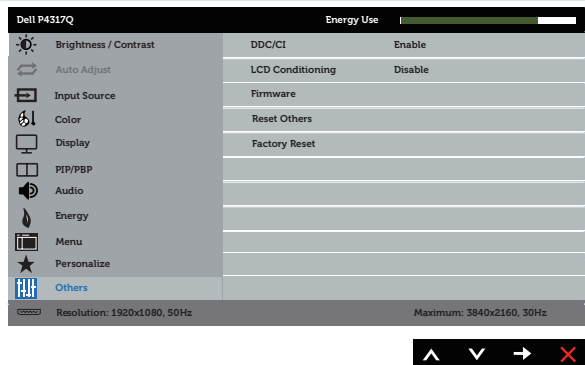 Dell P4317Q Energy Use
Brightness / Contrast DDC/CI Enable
Auto Adjust LCD Conditioning Disable
Input Source Firmware
Color Reset Others
Display Factory Reset
PIP/PBP
Audio
Energy
Menu
Personalize
Others
Resolution: 1920x1080, 50Hz Maximum: 3840x2160, 30Hz